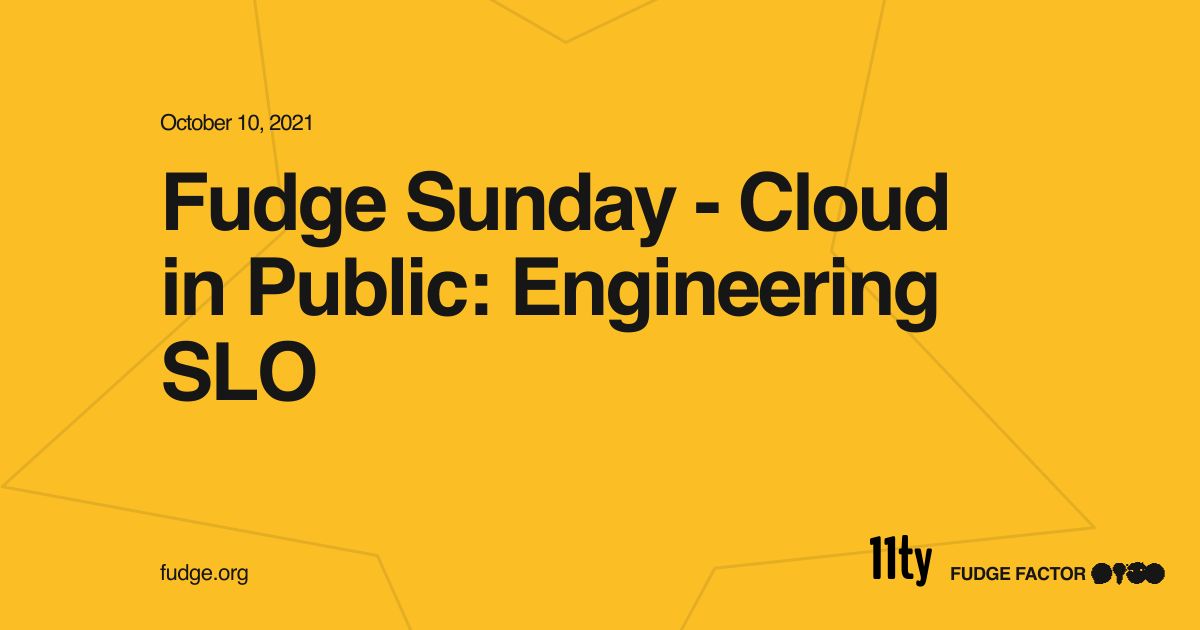 October 10, 2021
Fudge Sunday - Cloud
in Public: Engineering
SLO
fudge.org
11ty
FUDGE FACTOR